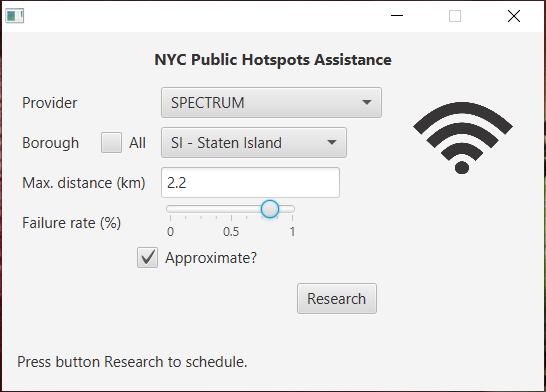 NYC Public Hotspots Assistance
Provider SPECTRUM
Borough All SI - Staten Island
Max. distance (km) 2.2
Failure rate (%)
0 0.5 1
Approximate?
Research
Press button Research to schedule.